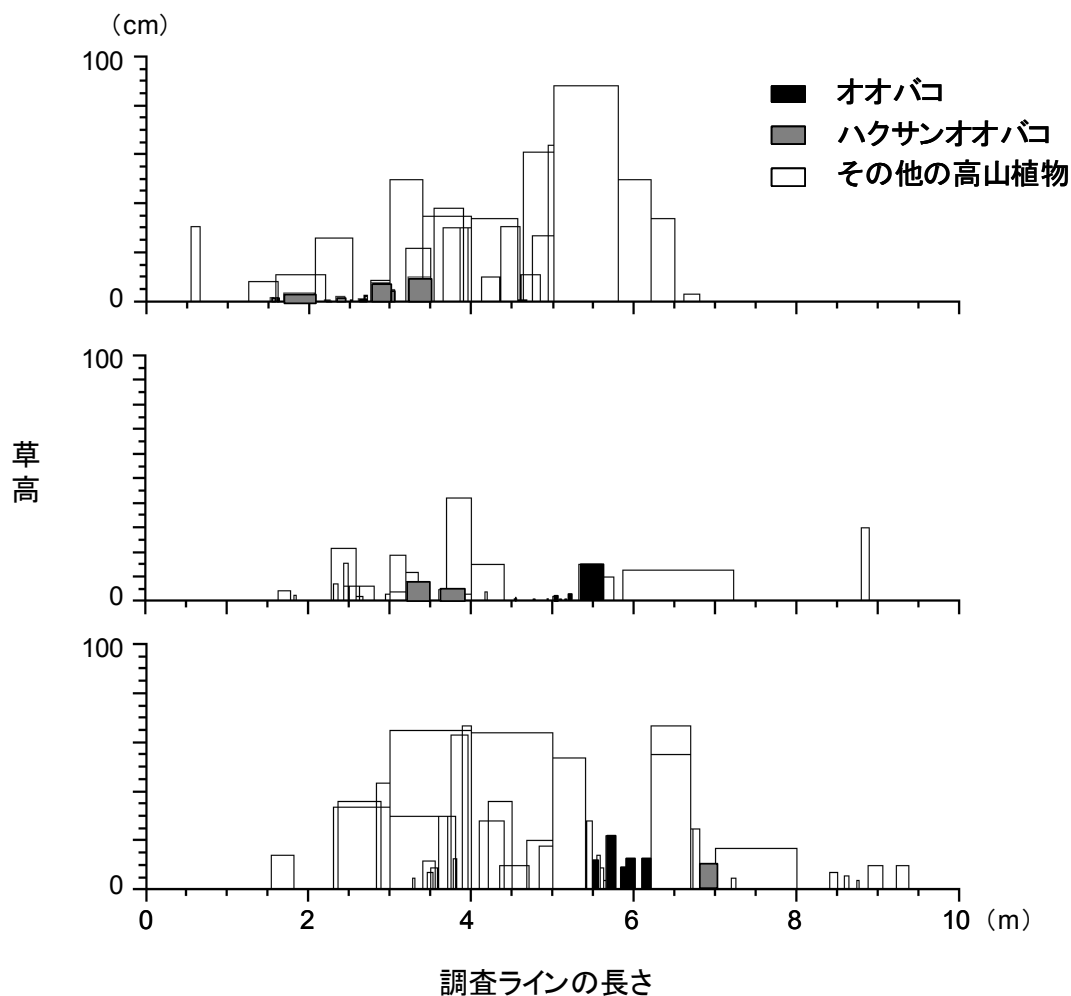 （cm）
100
0
オオバコ
ハクサンオオバコ
その他の高山植物
100
0
草高
100
0
0 2 4 6 8 10 （m）
調査ラインの長さ